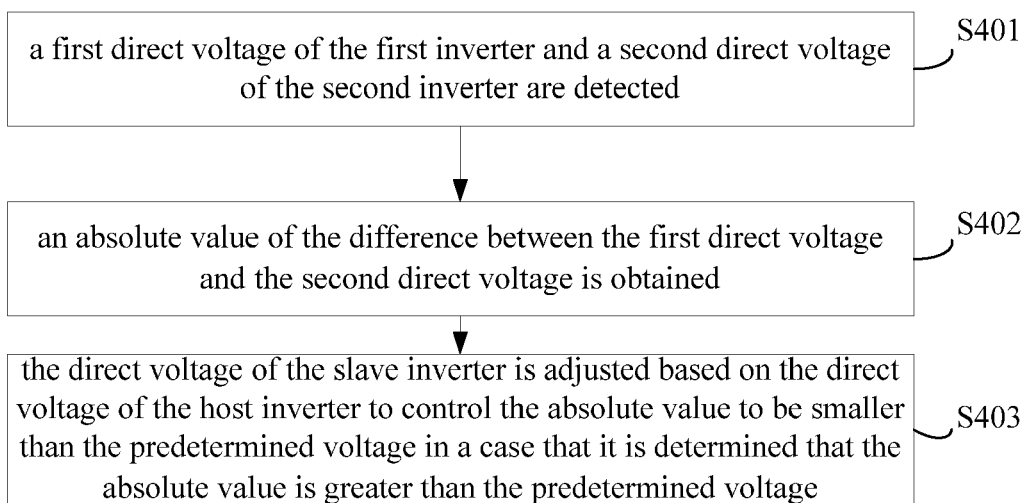 a first direct voltage of the first inverter and a second direct voltage
of the second inverter are detected
S401
an absolute value of the difference between the first direct voltage
and the second direct voltage is obtained
S402
the direct voltage of the slave inverter is adjusted based on the direct
voltage of the host inverter to control the absolute value to be smaller
than the predetermined voltage in a case that it is determined that the
absolute value is greater than the predetermined voltage
S403